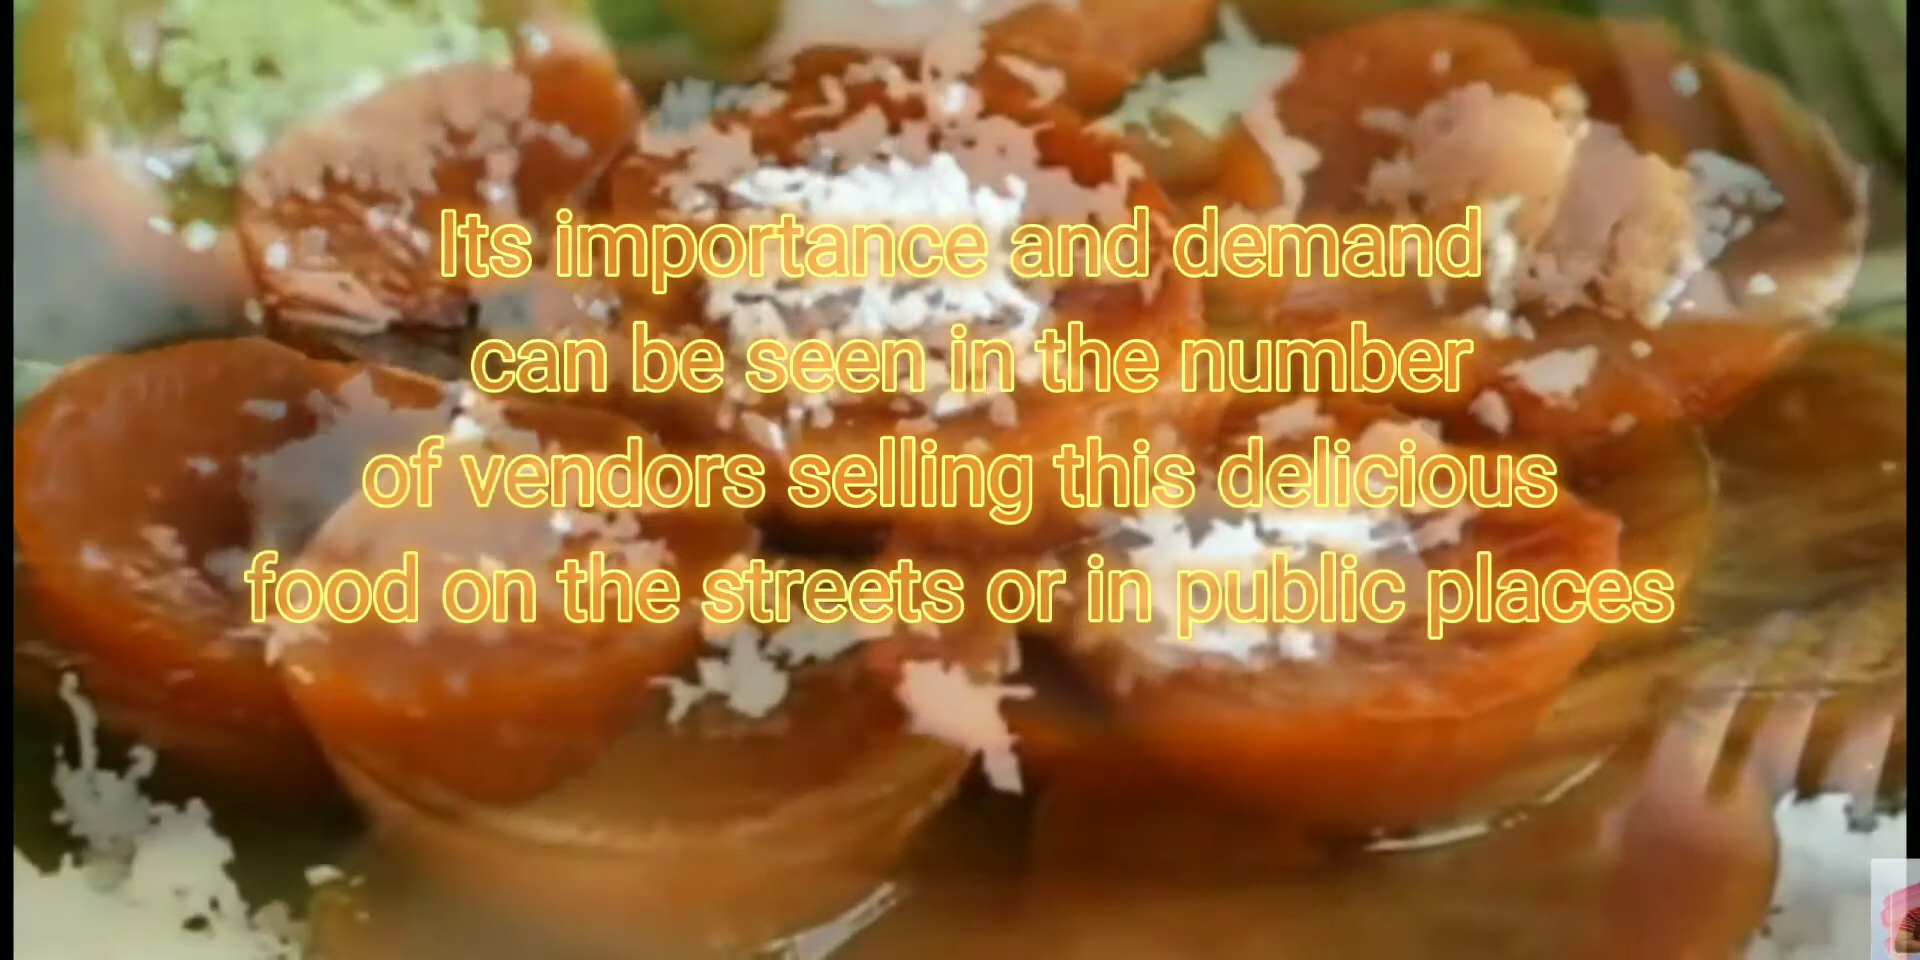 Its importance and demand
can be seen in the number
of vendors selling this delicious
food on the streets or in public places